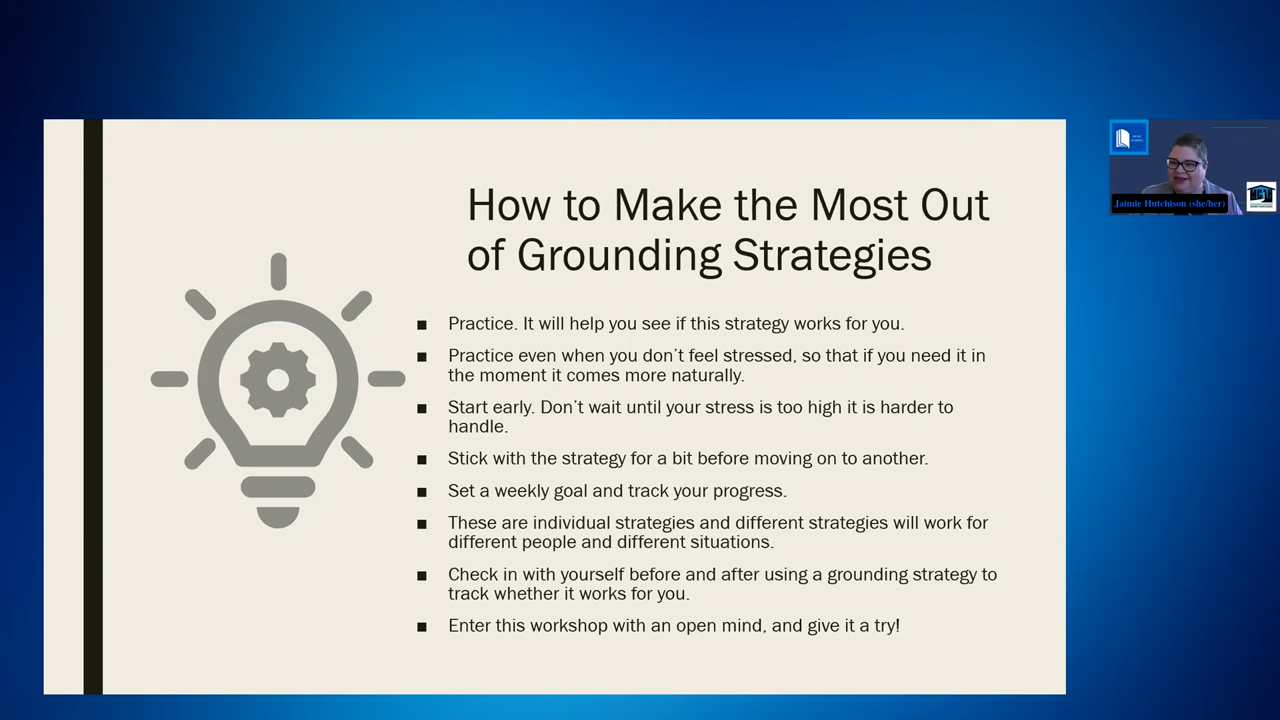 How to Make the Most Out
of Grounding Strategies
■ Practice. It will help you see if this strategy works for you.
■ Practice even when you don’t feel stressed, so that if you need it in
the moment it comes more naturally.
■ Start early. Don’t wait until your stress is too high it is harder to
handle.
■ Stick with the strategy for a bit before moving on to another.
■ Set a weekly goal and track your progress.
■ These are individual strategies and different strategies will work for
different people and different situations.
■ Check in with yourself before and after using a grounding strategy to
track whether it works for you.
■ Enter this workshop with an open mind, and give it a try!
Jaimie Hutchison (she/her)